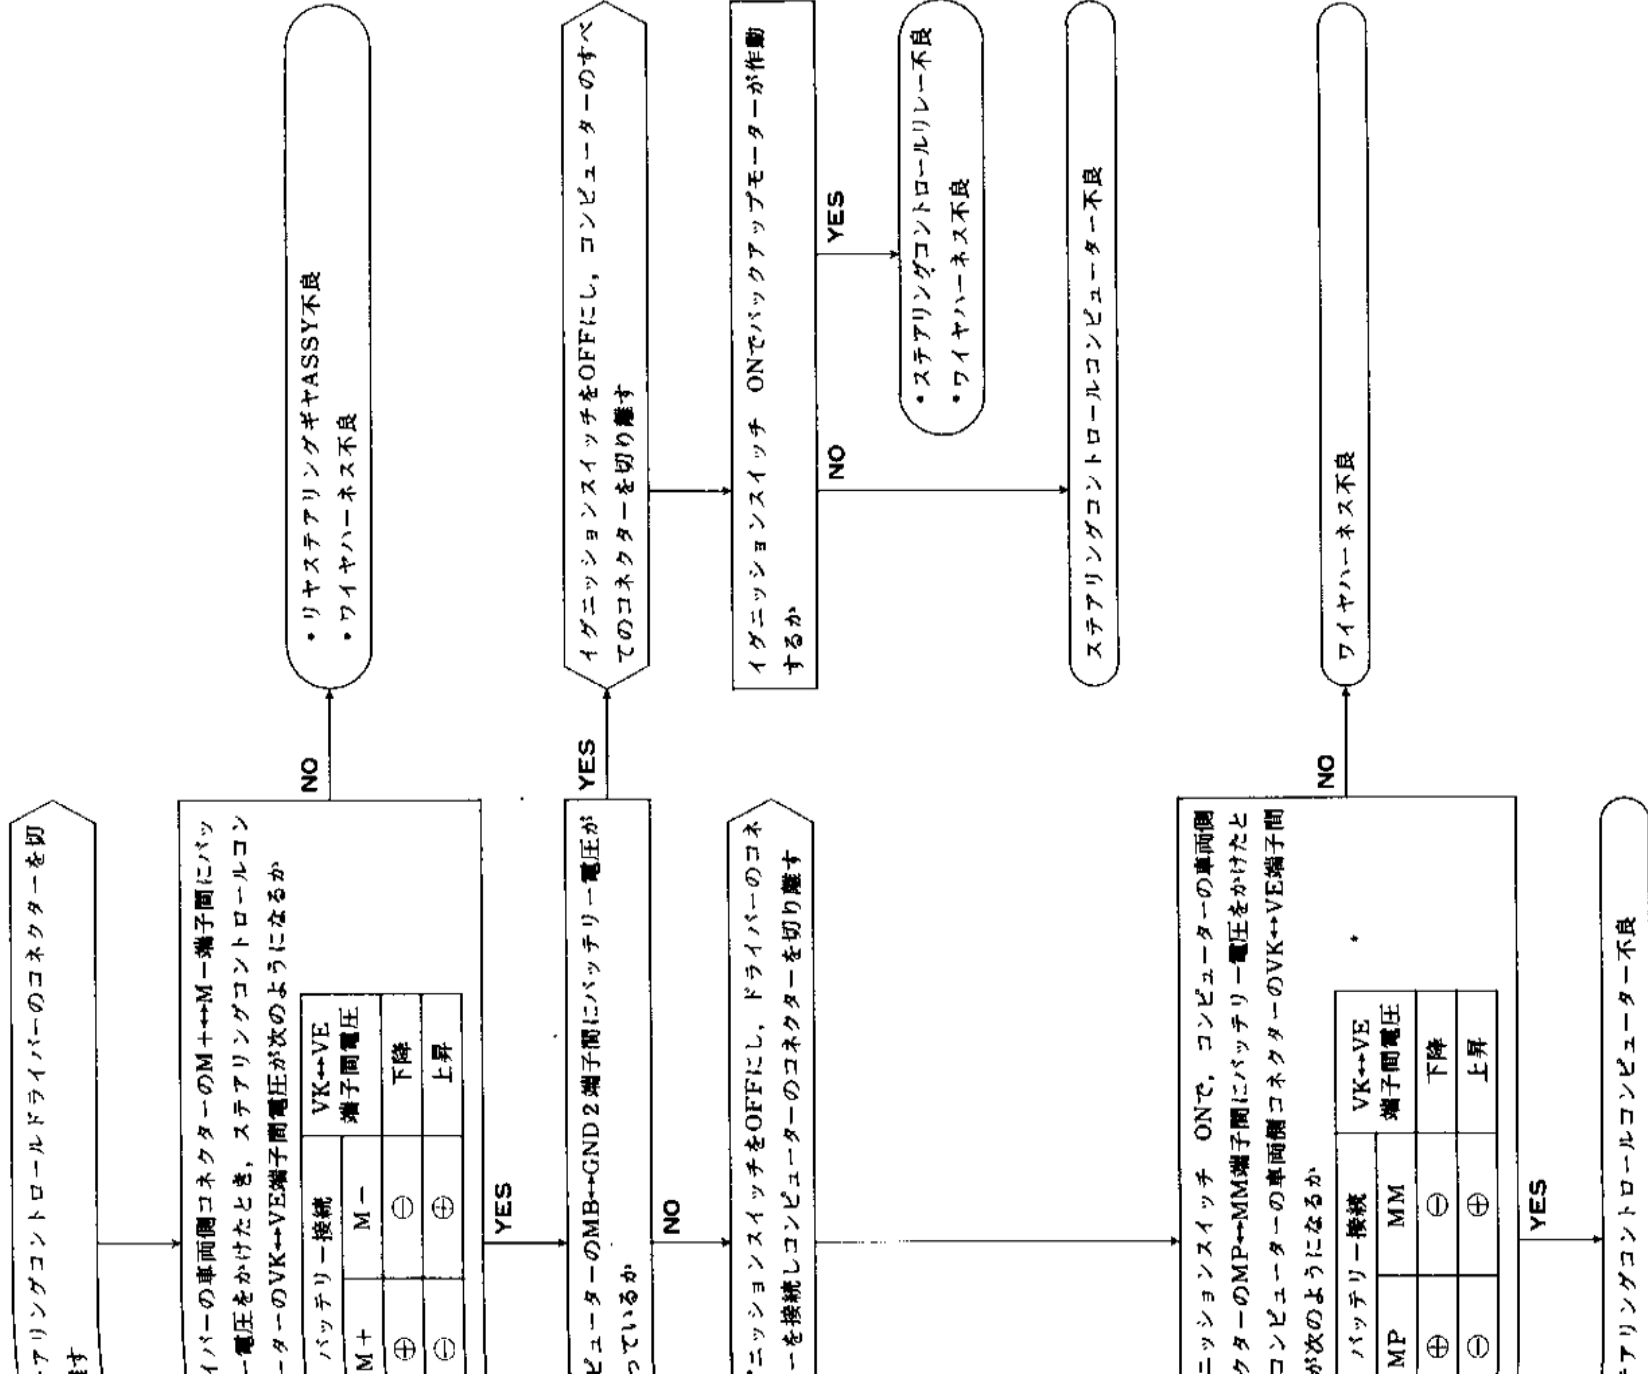 アリングコントロールドライバーのコネクターを切
す
イバーの車両側コネクターのM+↔M−端子間にバッ
ー電圧をかけたとき，ステアリングコントロールコン
ーターのVK↔VE端子間電圧が次のようになるか
バッテリー接続
VK↔VE
端子間電圧
M+
M−
⊕
⊖
下降
⊖
⊕
上昇
NO
・リヤステアリングギヤASSY不良
・ワイヤハーネス不良
YES
ピューターのMB↔GND2端子間にバッテリー電圧が
っているか
YES
イグニッションスイッチをOFFにし，コンピューターのすべ
てのコネクターを切り離す
イグニッションスイッチ ONでバックアップモーターが作動
するか
YES
・ステアリングコントロールリレー不良
・ワイヤハーネス不良
NO
ステアリングコントロールコンピューター不良
NO
ニッションスイッチをOFFにし，ドライバーのコネ
ーを接続しコンピューターのコネクターを切り離す
ニッションスイッチ ONで，コンピューターの車両側
クターのMP↔MM端子間にバッテリー電圧をかけたと
コンピューターの車両側コネクターのVK↔VE端子間
が次のようになるか
バッテリー接続
VK↔VE
端子間電圧
MP
MM
⊕
⊖
下降
⊖
⊕
上昇
NO
ワイヤハーネス不良
YES
アリングコントロールコンピューター不良